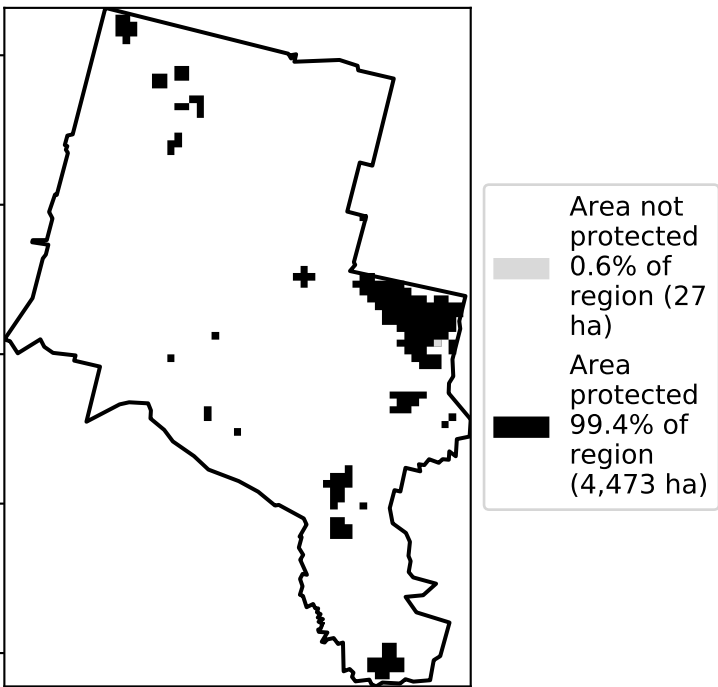 Area not
protected
0.6% of
region (27
ha)
Area
protected
99.4% of
region
(4,473 ha)